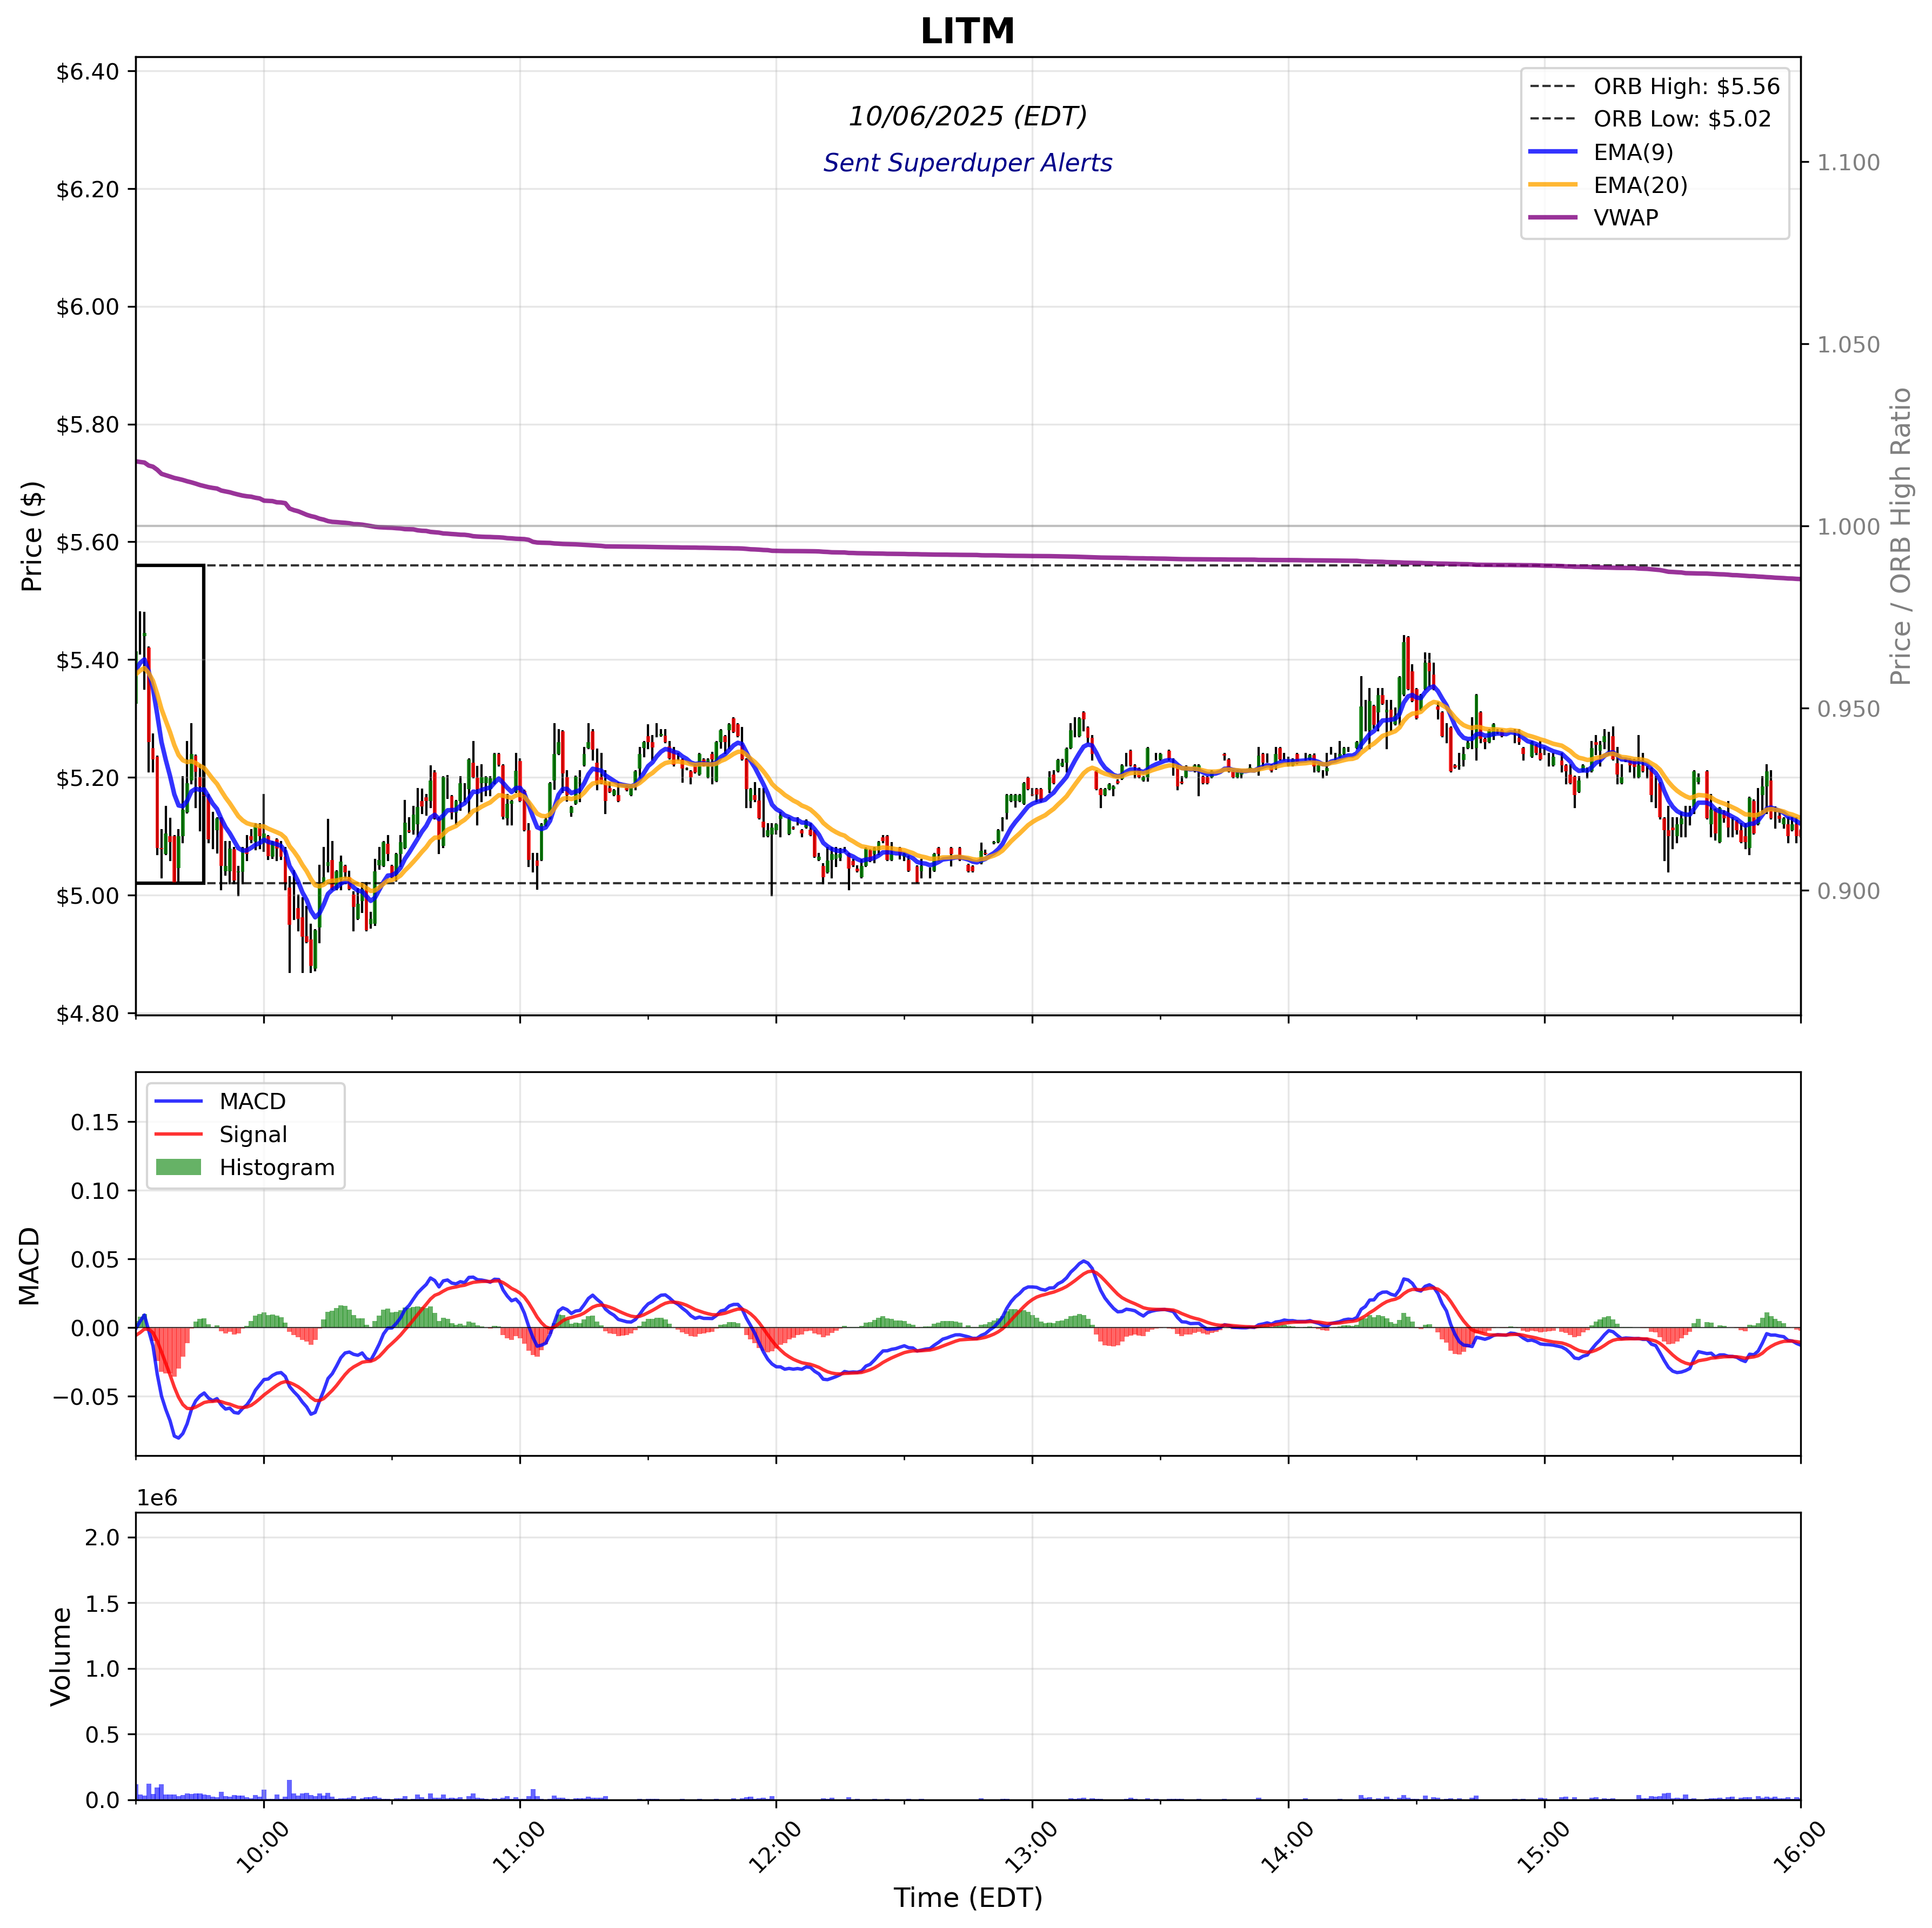 LITM
10/06/2025 (EDT)
Sent Superduper Alerts
ORB High: $5.56
ORB Low: $5.02
EMA(9)
EMA(20)
VWAP
$6.40
$6.20
$6.00
$5.80
$5.60
$5.40
$5.20
$5.00
$4.80
Price ($)
1.100
1.050
1.000
0.950
0.900
Price / ORB High Ratio
MACD
Signal
Histogram
0.15
0.10
0.05
0.00
−0.05
MACD
1e6
2.0
1.5
1.0
0.5
0.0
Volume
10:00
11:00
12:00
13:00
14:00
15:00
16:00
Time (EDT)